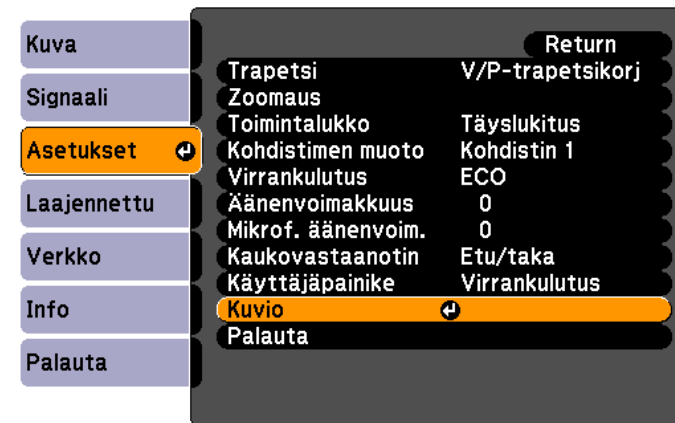 Kuva
Signaali
Asetukset
Laajennettu
Verkko
Info
Palauta
Return
Trapetsi V/P-trapetsikorj
Zoomaus
Toimintalukko Täyslukitus
Kohdistimen muoto Kohdistin 1
Virrankulutus ECO
Äänenvoimakkuus 0
Mikrof. äänenvoim. 0
Kaukovastaanotin Etu/taka
Käyttäjäpainike Virrankulutus
Kuvio
Palauta